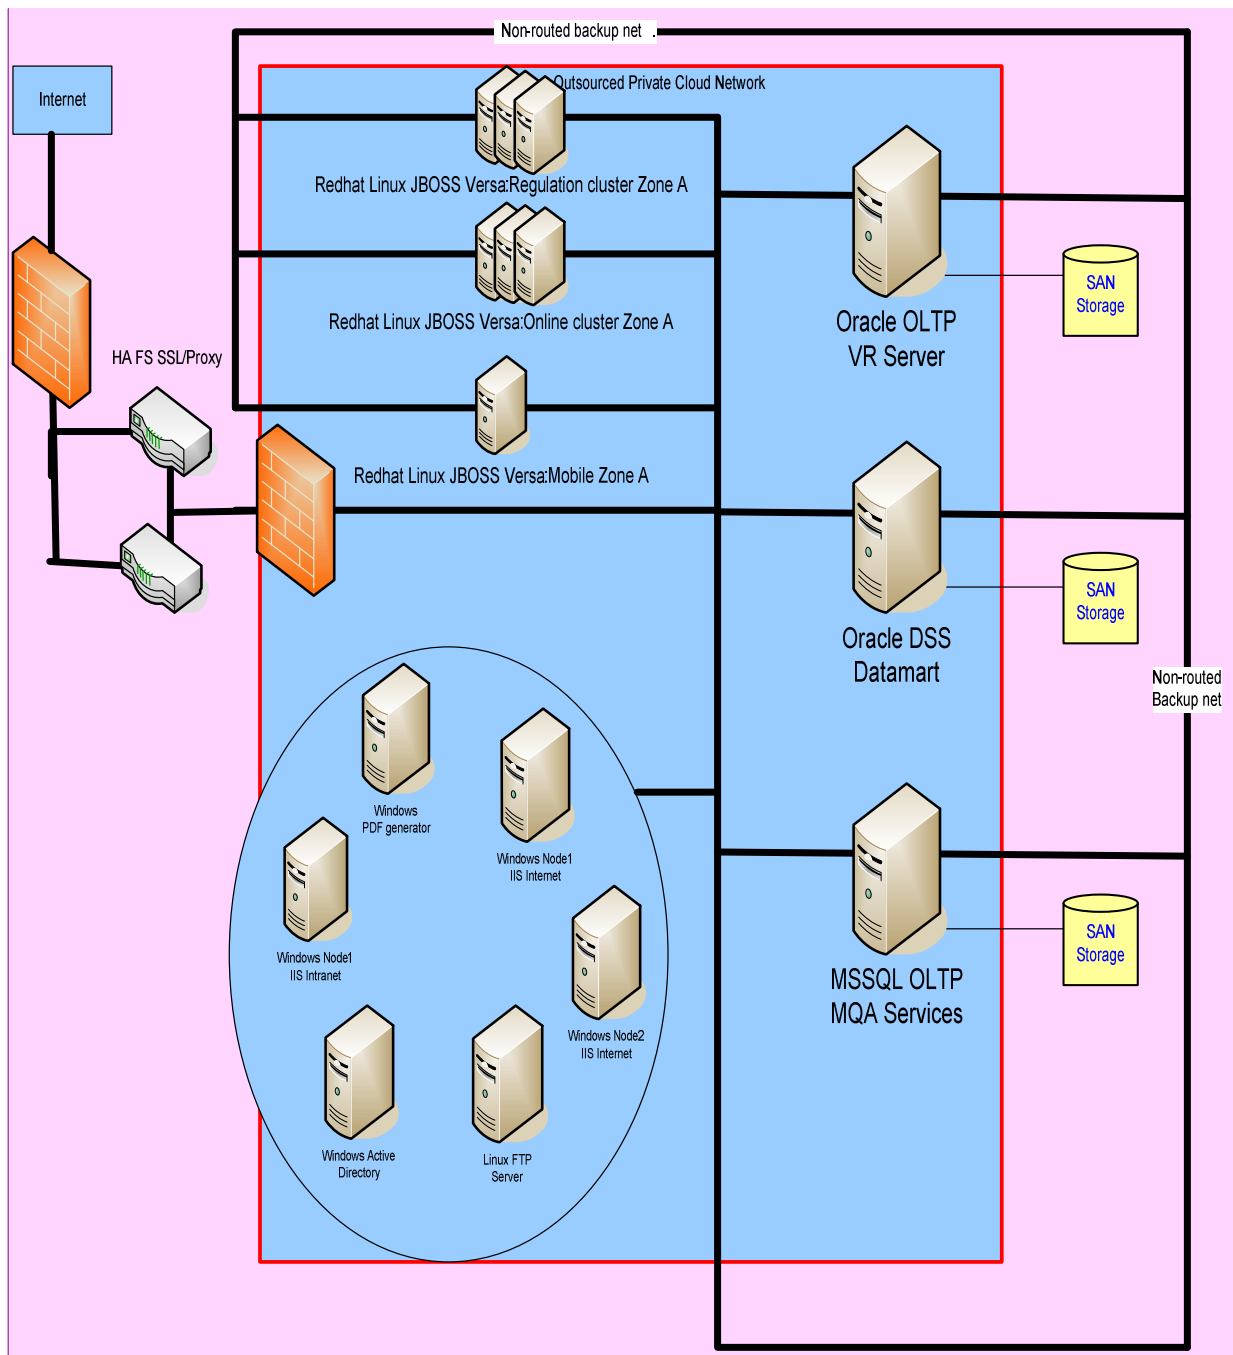 Non-routed backup net .
Outsourced Private Cloud Network
Internet
Redhat Linux JBOSS Versa:Regulation cluster Zone A
Redhat Linux JBOSS Versa:Online cluster Zone A
HA FS SSL/Proxy
Redhat Linux JBOSS Versa:Mobile Zone A
Oracle OLTP
VR Server
SAN
Storage
Oracle DSS
Datamart
SAN
Storage
Non-routed
Backup net
Windows
PDF generator
Windows Node1
IIS Internet
Windows Node1
IIS Intranet
Windows Node2
IIS Internet
Windows Active
Directory
Linux FTP
Server
MSSQL OLTP
MQA Services
SAN
Storage